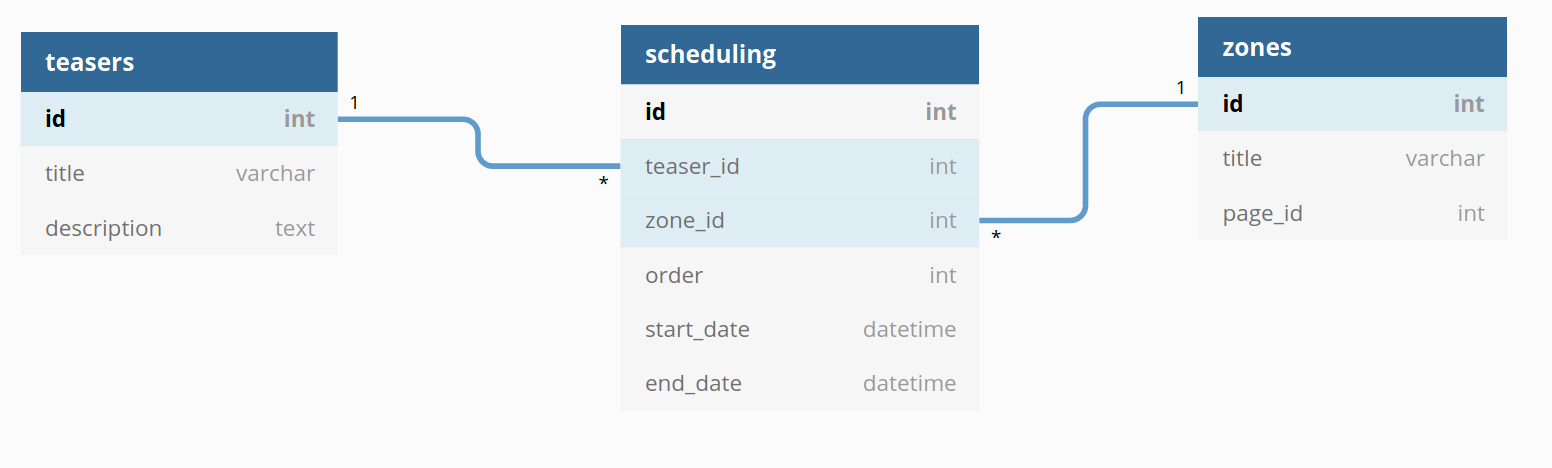 teasers
id int
title varchar
description text
1
*
scheduling
id int
teaser_id int
zone_id int
order int
start_date datetime
end_date datetime
*
1
zones
id int
title varchar
page_id int